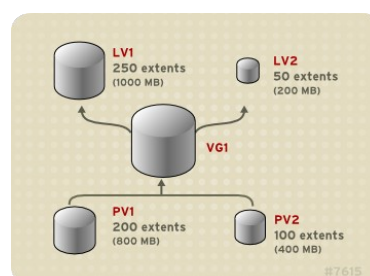 LV1
250 extents
(1000 MB)
LV2
50 extents
(200 MB)
VG1
PV1
200 extents
(800 MB)
PV2
100 extents
(400 MB)
#7615